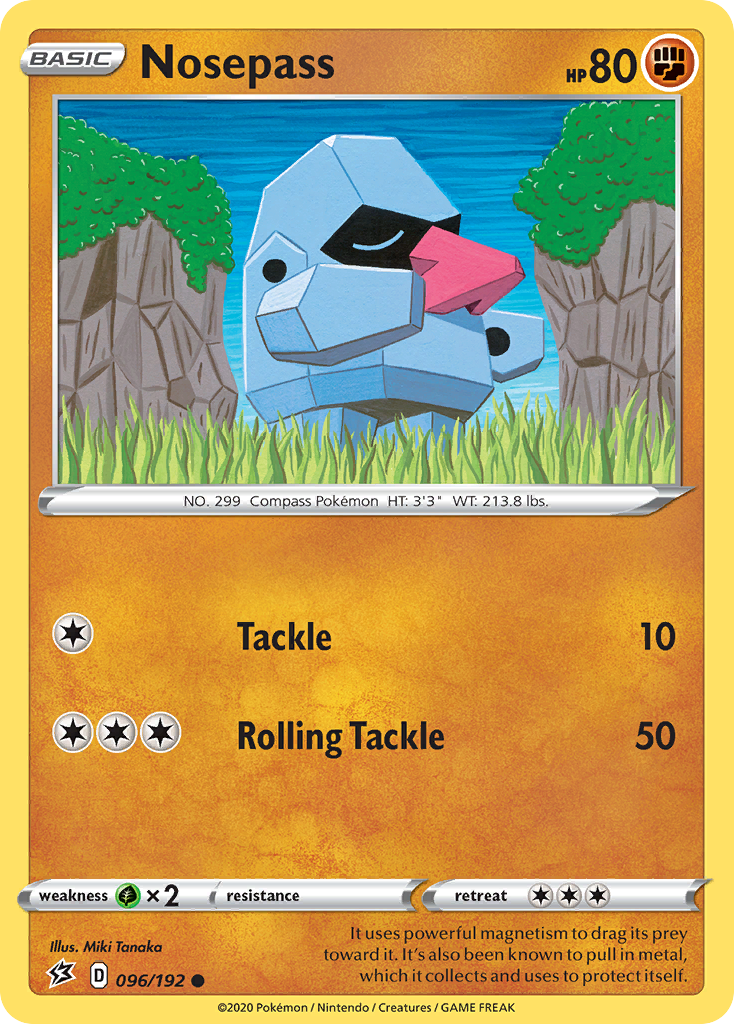 BASIC Nosepass HP 80
NO. 299 Compass Pokémon HT: 3'3" WT: 213.8 lbs.
Tackle 10
Rolling Tackle 50
weakness ×2 resistance retreat
Illus. Miki Tanaka
It uses powerful magnetism to drag its prey
toward it. It's also been known to pull in metal,
which it collects and uses to protect itself.
D 096/192
©2020 Pokémon / Nintendo / Creatures / GAME FREAK